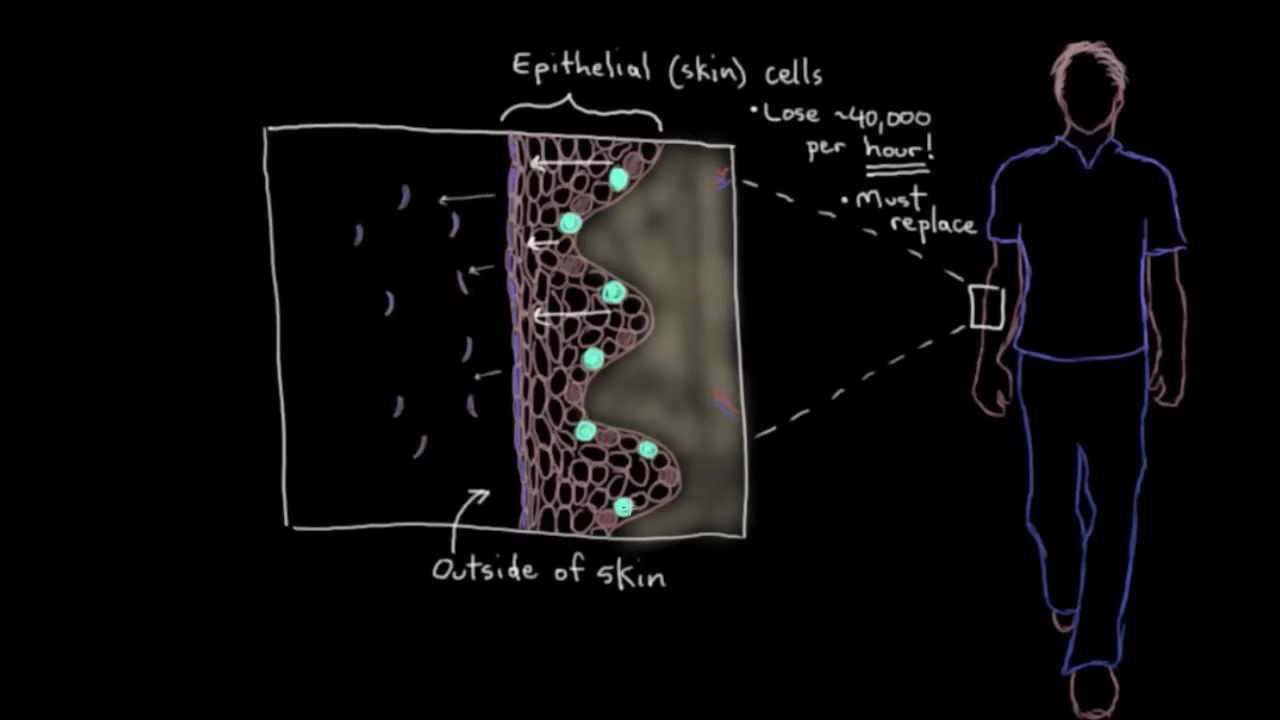 Epithelial (skin) cells
• Lose ~40,000
per hour!
• Must
replace
Outside of skin